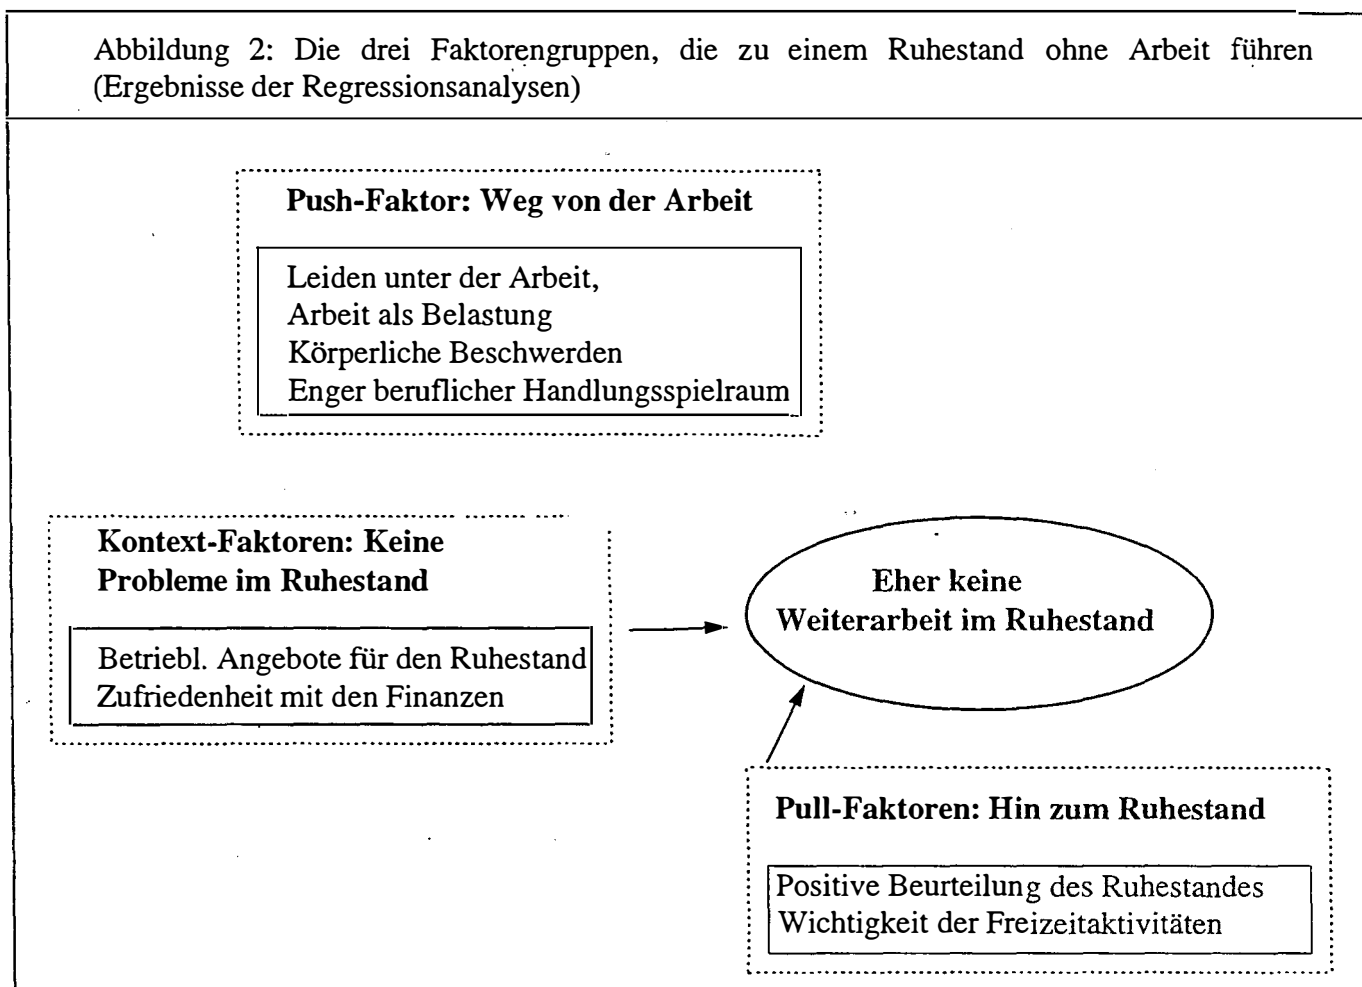 Abbildung 2: Die drei Faktorengruppen, die zu einem Ruhestand ohne Arbeit führen
(Ergebnisse der Regressionsanalysen)
Push-Faktor: Weg von der Arbeit
Leiden unter der Arbeit,
Arbeit als Belastung
Körperliche Beschwerden
Enger beruflicher Handlungsspielraum
Kontext-Faktoren: Keine
Probleme im Ruhestand
Betriebl. Angebote für den Ruhestand
Zufriedenheit mit den Finanzen
Eher keine
Weiterarbeit im Ruhestand
Pull-Faktoren: Hin zum Ruhestand
Positive Beurteilung des Ruhestandes
Wichtigkeit der Freizeitaktivitäten